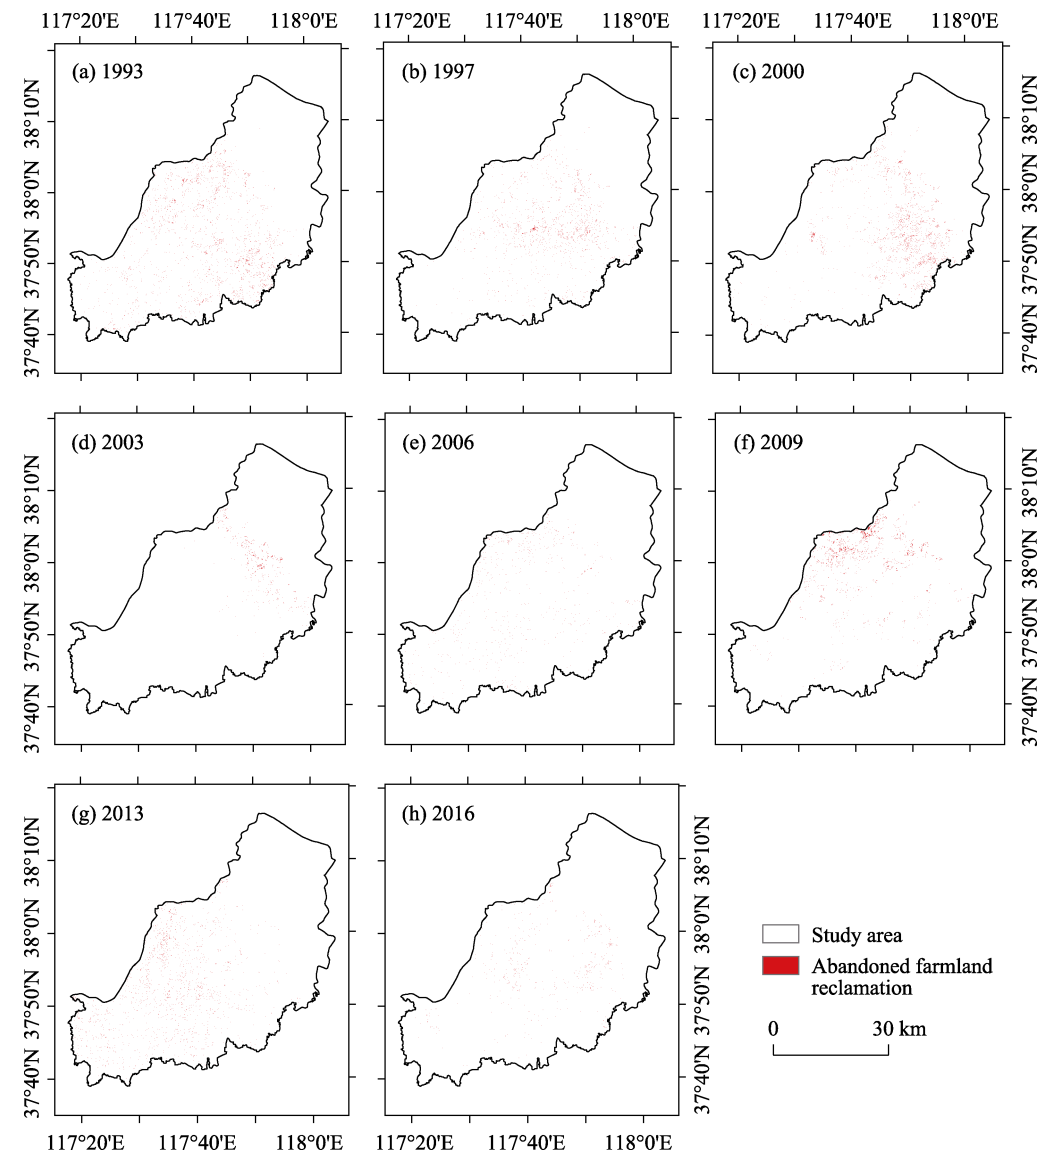 117°20'E 117°40'E 118°0'E 117°20'E 117°40'E 118°0'E 117°20'E 117°40'E 118°0'E
(a) 1993
(b) 1997
(c) 2000
38°10'N
38°0'N
37°50'N
37°40'N
38°10'N
38°0'N
37°50'N
37°40'N
(d) 2003
(e) 2006
(f) 2009
38°10'N
38°0'N
37°50'N
37°40'N
38°10'N
38°0'N
37°50'N
37°40'N
(g) 2013
(h) 2016
38°10'N
38°0'N
37°50'N
37°40'N
38°10'N
38°0'N
37°50'N
37°40'N
Study area
Abandoned farmland
reclamation
0 30 km
117°20'E 117°40'E 118°0'E 117°20'E 117°40'E 118°0'E